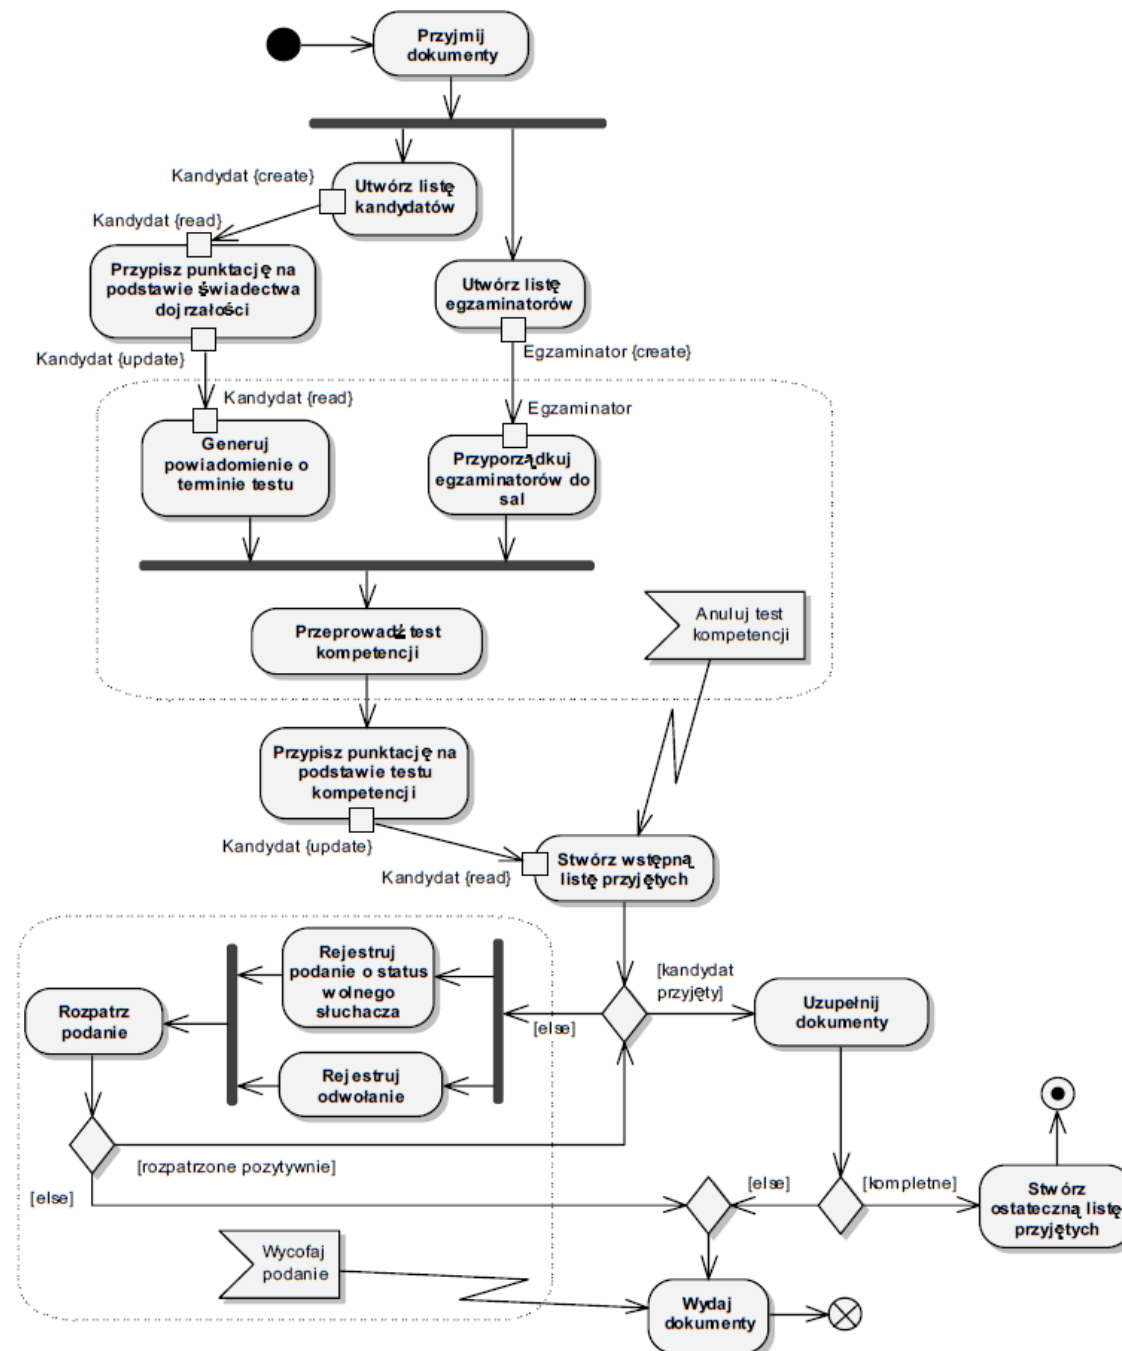 Przyjmij
dokumenty
Kandydat {create}
Utwórz listę
kandydatów
Kandydat {read}
Przypisz punktację na
podstawie świadectwa
dojrzałości
Utwórz listę
egzaminatorów
Kandydat {update}
Egzaminator {create}
Kandydat {read}
Egzaminator
Generuj
powiadomienie o
terminie testu
Przyporządkuj
egzaminatorów do
sal
Przeprowadź test
kompetencji
Anuluj test
kompetencji
Przypisz punktację na
podstawie testu
kompetencji
Kandydat {update}
Kandydat {read}
Stwórz wstępną
listę przyjętych
Rejestruj
podanie o status
wolnego
słuchacza
[kandydat
przyjęty]
Uzupełnij
dokumenty
Rozpatrz
podanie
[else]
Rejestruj
odwołanie
[rozpatrzone pozytywnie]
[else]
[else]
[kompletne]
Stwórz
ostateczną listę
przyjętych
Wycofaj
podanie
Wydaj
dokumenty